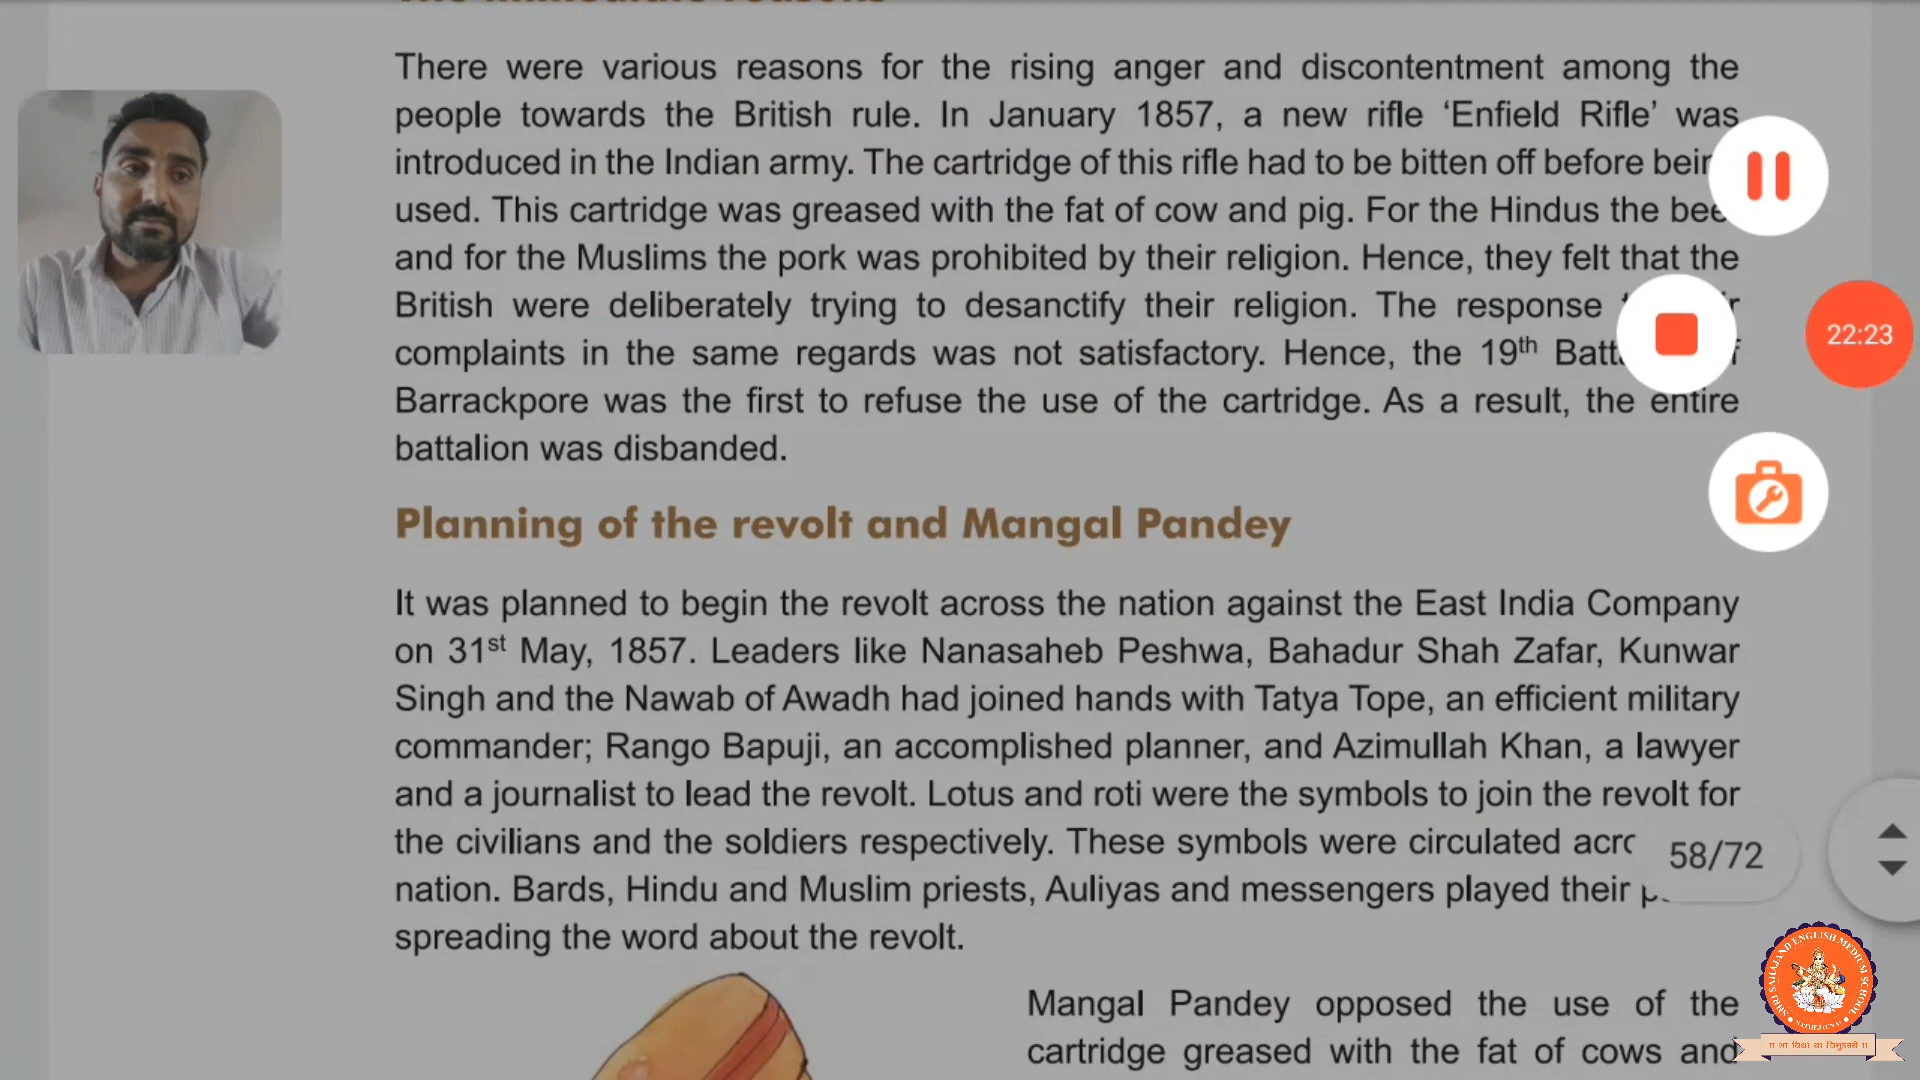 There were various reasons for the rising anger and discontentment among the
people towards the British rule. In January 1857, a new rifle ‘Enfield Rifle’ was
introduced in the Indian army. The cartridge of this rifle had to be bitten off before
used. This cartridge was greased with the fat of cow and pig. For the Hindus the
and for the Muslims the pork was prohibited by their religion. Hence, they felt that the
British were deliberately trying to desanctify their religion. The response
complaints in the same regards was not satisfactory. Hence, the 19th
22:23
Barrackpore was the first to refuse the use of the cartridge. As a result, the entire
battalion was disbanded.
Planning of the revolt and Mangal Pandey
It was planned to begin the revolt across the nation against the East India Company
on 31st May, 1857. Leaders like Nanasaheb Peshwa, Bahadur Shah Zafar, Kunwar
Singh and the Nawab of Awadh had joined hands with Tatya Tope, an efficient military
commander; Rango Bapuji, an accomplished planner, and Azimullah Khan, a lawyer
and a journalist to lead the revolt. Lotus and roti were the symbols to join the revolt for
the civilians and the soldiers respectively. These symbols were circulated
58/72
nation. Bards, Hindu and Muslim priests, Auliyas and messengers played their
spreading the word about the revolt.
Mangal Pandey opposed the use of the
cartridge greased with the fat of cows and
SHRI SAHAJANAND ENGLISH MEDIUM SCHOOL
॥ सा विद्या या विमुक्तये ॥